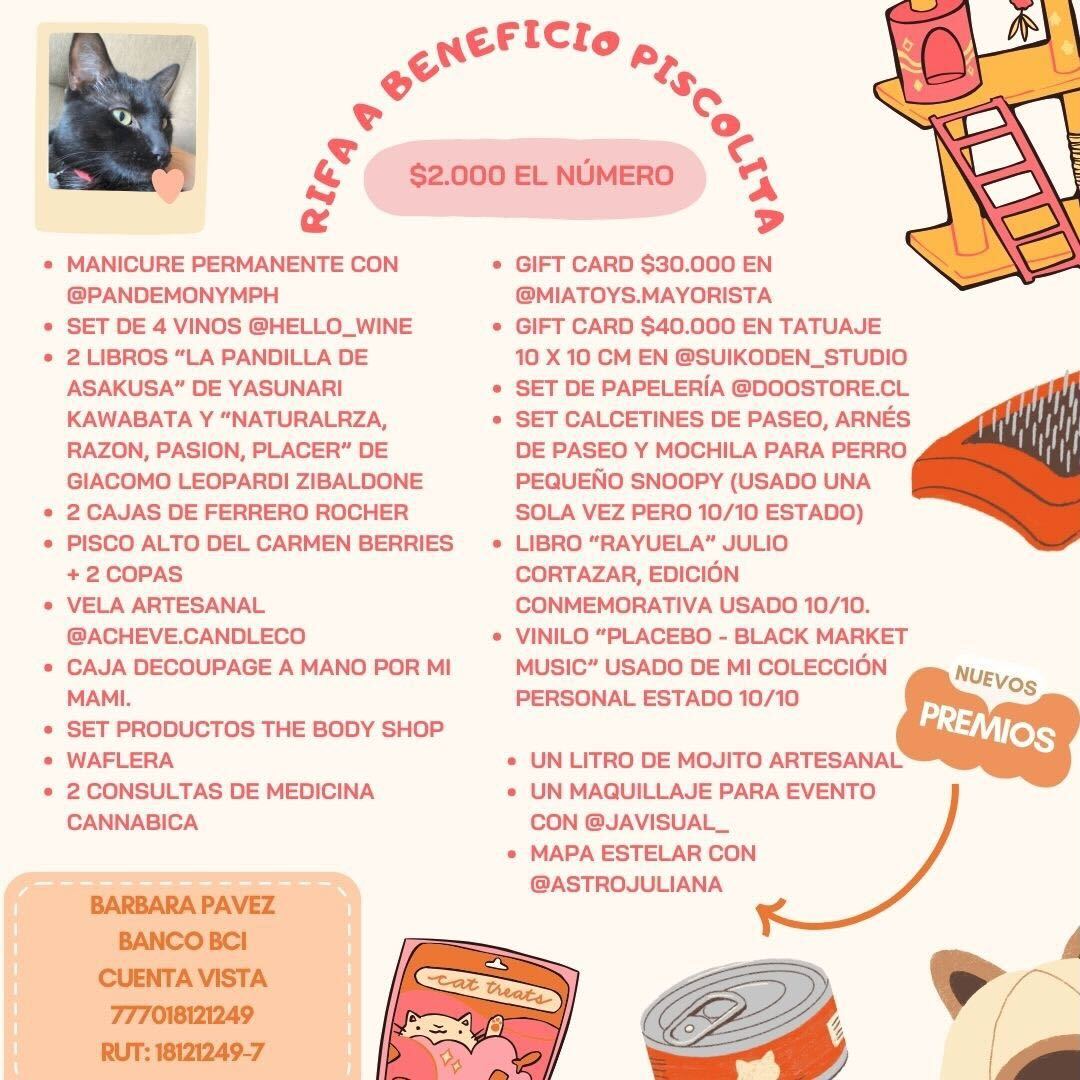 RIFA A BENEFICIO PISCOLITA
$2.000 EL NÚMERO
• MANICURE PERMANENTE CON
@PANDEMONYMPH
• SET DE 4 VINOS @HELLO_WINE
• 2 LIBROS “LA PANDILLA DE
ASAKUSA” DE YASUNARI
KAWABATA Y “NATURALRZA,
RAZON, PASION, PLACER” DE
GIACOMO LEOPARDI ZIBALDONE
• 2 CAJAS DE FERRERO ROCHER
• PISCO ALTO DEL CARMEN BERRIES
+ 2 COPAS
• VELA ARTESANAL
@ACHEVE.CANDLECO
• CAJA DECOUPAGE A MANO POR MI
MAMI.
• SET PRODUCTOS THE BODY SHOP
• WAFLERA
• 2 CONSULTAS DE MEDICINA
CANNABICA
• GIFT CARD $30.000 EN
@MIATOYS.MAYORISTA
• GIFT CARD $40.000 EN TATUAJE
10 X 10 CM EN @SUIKODEN_STUDIO
• SET DE PAPELERÍA @DOOSTORE.CL
• SET CALCETINES DE PASEO, ARNÉS
DE PASEO Y MOCHILA PARA PERRO
PEQUEÑO SNOOPY (USADO UNA
SOLA VEZ PERO 10/10 ESTADO)
• LIBRO “RAYUELA” JULIO
CORTAZAR, EDICIÓN
CONMEMORATIVA USADO 10/10.
• VINILO “PLACEBO - BLACK MARKET
MUSIC” USADO DE MI COLECCIÓN
PERSONAL ESTADO 10/10
NUEVOS
PREMIOS
• UN LITRO DE MOJITO ARTESANAL
• UN MAQUILLAJE PARA EVENTO
CON @JAVISUAL_
• MAPA ESTELAR CON
@ASTROJULIANA
BARBARA PAVEZ
BANCO BCI
CUENTA VISTA
777018121249
RUT: 18121249-7
cat treats